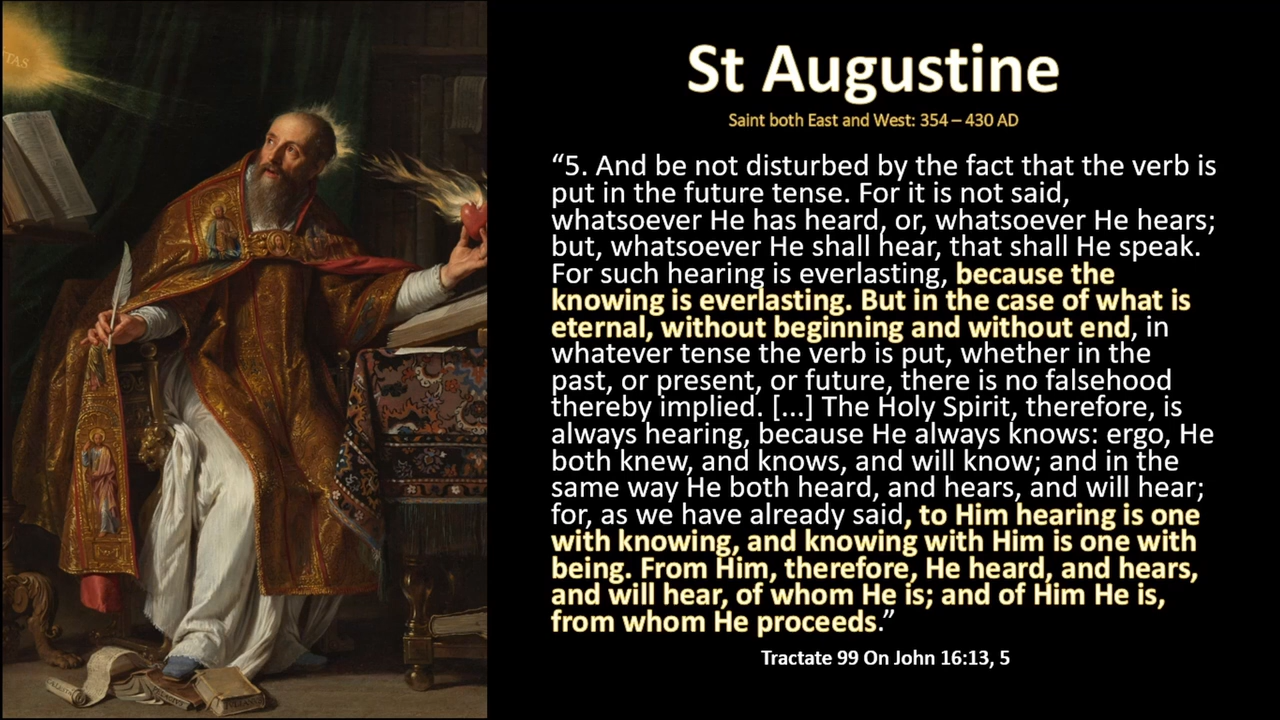 TAS
St Augustine
Saint both East and West: 354 – 430 AD
“5. And be not disturbed by the fact that the verb is
put in the future tense. For it is not said,
whatsoever He has heard, or, whatsoever He hears;
but, whatsoever He shall hear, that shall He speak.
For such hearing is everlasting, because the
knowing is everlasting. But in the case of what is
eternal, without beginning and without end, in
whatever tense the verb is put, whether in the
past, or present, or future, there is no falsehood
thereby implied. [...] The Holy Spirit, therefore, is
always hearing, because He always knows: ergo, He
both knew, and knows, and will know; and in the
same way He both heard, and hears, and will hear;
for, as we have already said, to Him hearing is one
with knowing, and knowing with Him is one with
being. From Him, therefore, He heard, and hears,
and will hear, of whom He is; and of Him He is,
from whom He proceeds.”
Tractate 99 On John 16:13, 5